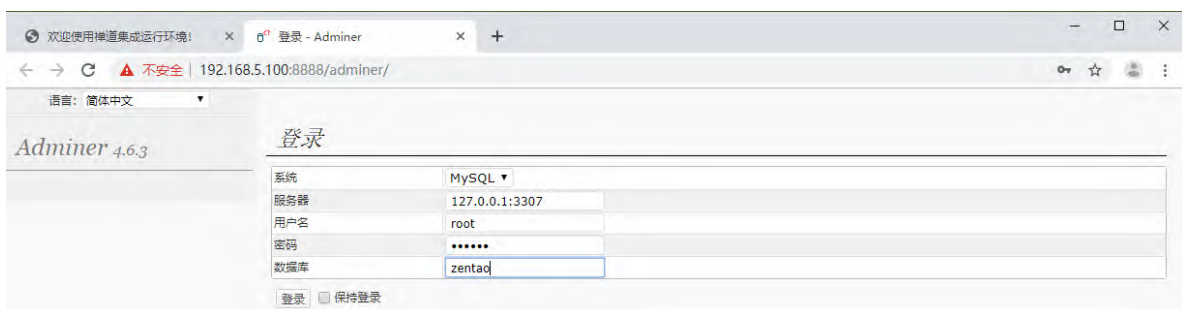 欢迎使用禅道集成运行环境!
登录 - Adminer
不安全 | 192.168.5.100:8888/adminer/
语言: 简体中文
Adminer 4.6.3
登录
系统 MySQL
服务器 127.0.0.1:3307
用户名 root
密码 ••••••
数据库 zentao
登录 保持登录